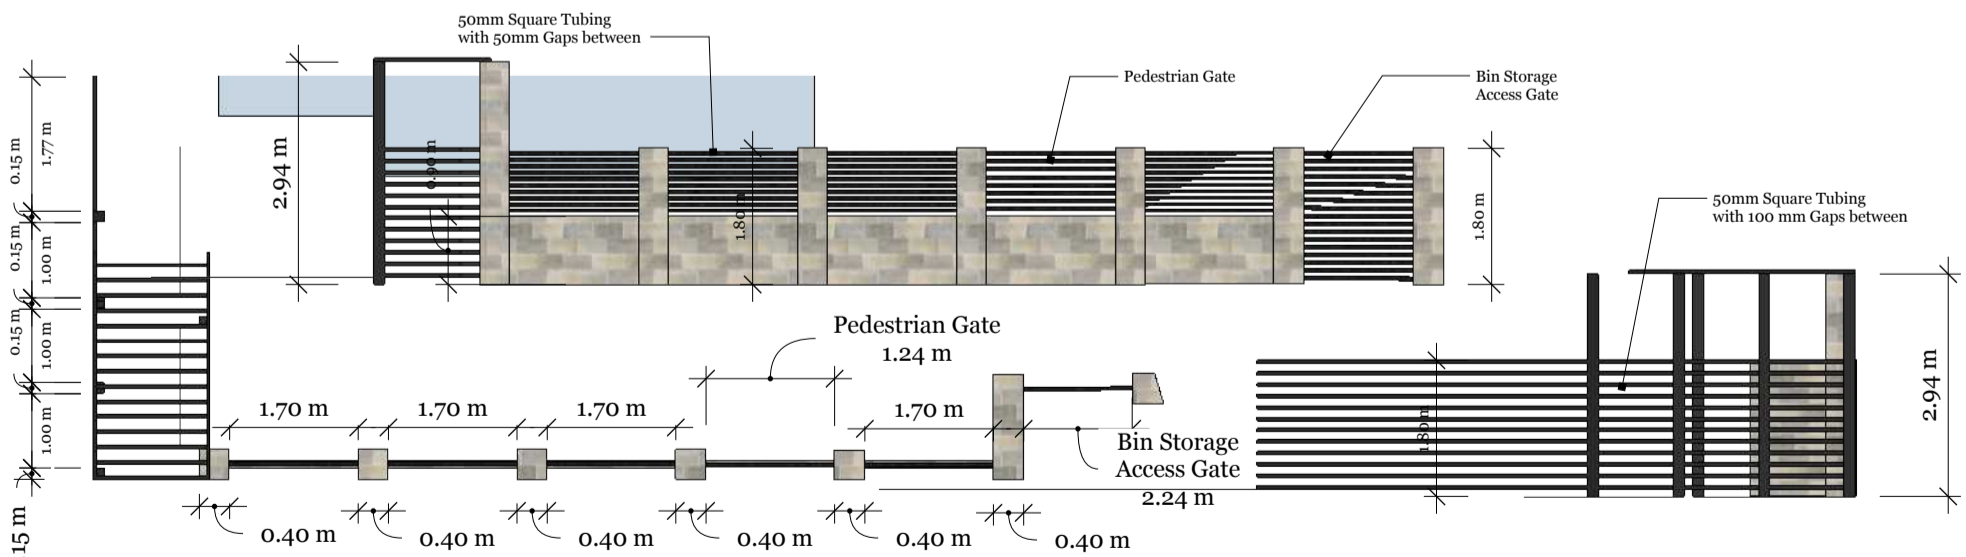 50mm Square Tubing
with 50mm Gaps between
Pedestrian Gate
Bin Storage
Access Gate
0.15 m
1.77 m
2.94 m
0.90 m
1.80 m
1.80 m
50mm Square Tubing
with 100 mm Gaps between
0.15 m
1.00 m
0.15 m
1.00 m
1.00 m
15 m
Pedestrian Gate
1.24 m
1.70 m
1.70 m
1.70 m
1.70 m
Bin Storage
Access Gate
2.24 m
1.80 m
2.94 m
0.40 m
0.40 m
0.40 m
0.40 m
0.40 m
0.40 m